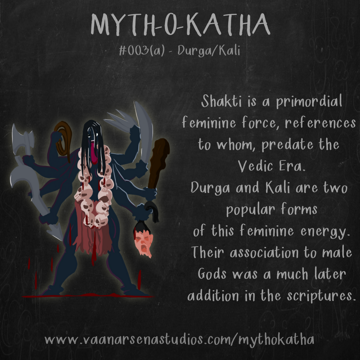 MYTH-O-KATHA
#003(a) - Durga/Kali
Shakti is a primordial
feminine force, references
to whom, predate the
Vedic Era.
Durga and Kali are two
popular forms
of this feminine energy.
Their association to male
Gods was a much later
addition in the scriptures.
www.vaanarsenastudios.com/mythokatha